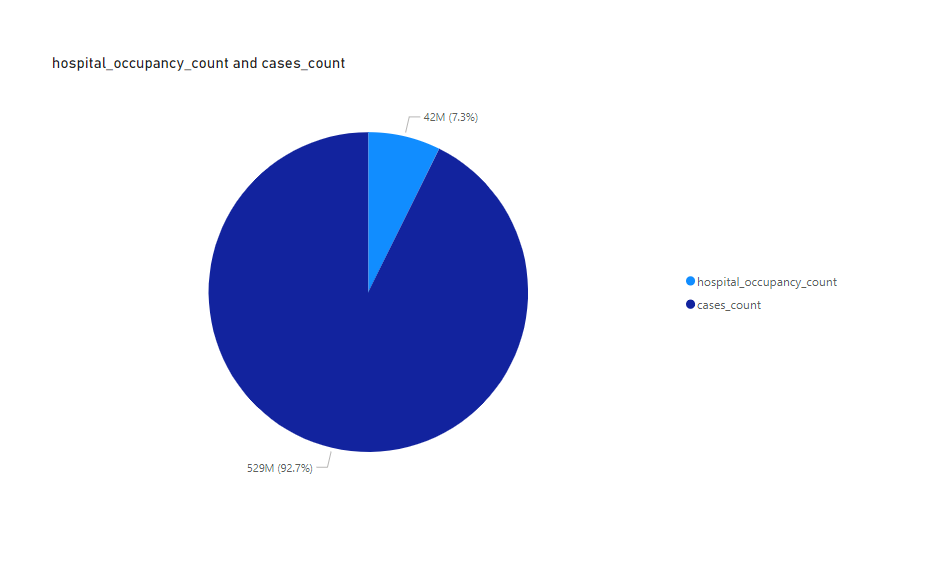 hospital_occupancy_count and cases_count
42M (7.3%)
hospital_occupancy_count
cases_count
529M (92.7%)